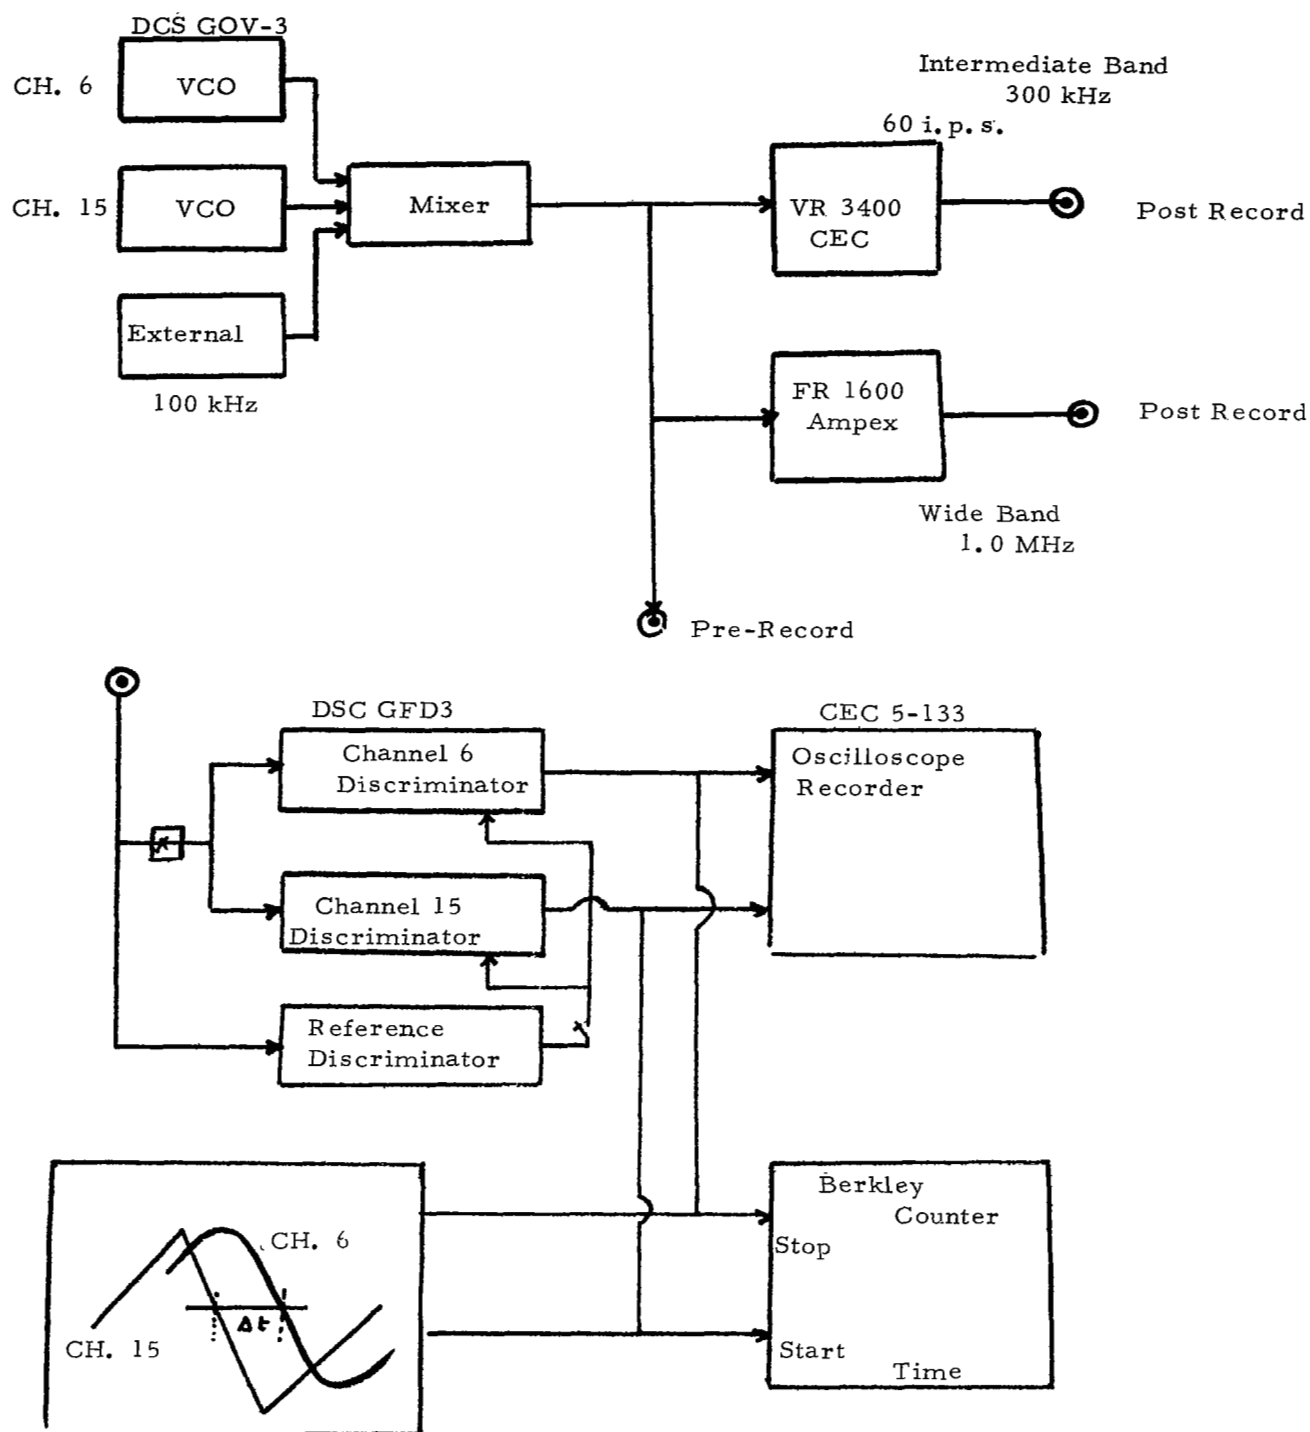 DCS GOV-3
CH. 6
VCO
CH. 15
VCO
External
100 kHz
Mixer
Intermediate Band
300 kHz
60 i.p.s.
VR 3400
CEC
Post Record
FR 1600
Ampex
Post Record
Wide Band
1.0 MHz
Pre-Record
DSC GFD3
Channel 6
Discriminator
Channel 15
Discriminator
Reference
Discriminator
CEC 5-133
Oscilloscope
Recorder
CH. 6
Δt
CH. 15
Berkley
Counter
Stop
Start
Time